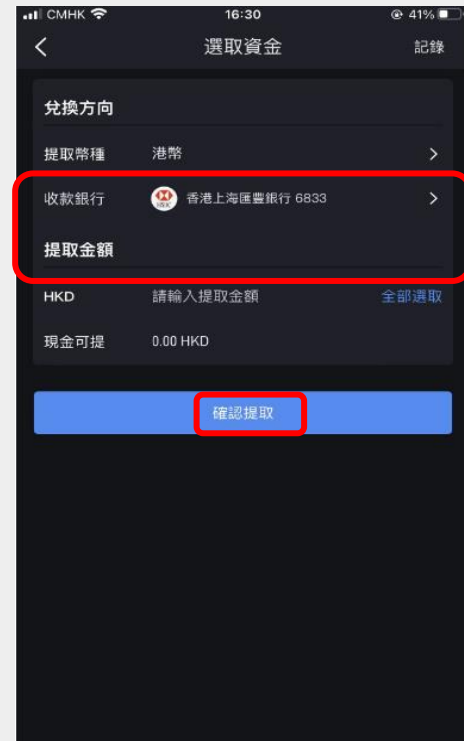 CMHK 16:30 41%
選取資金 記錄
兌換方向
提取幣種 港幣
收款銀行 香港上海匯豐銀行 6833
提取金額
HKD 請輸入提取金額 全部選取
現金可提 0.00 HKD
確認提取